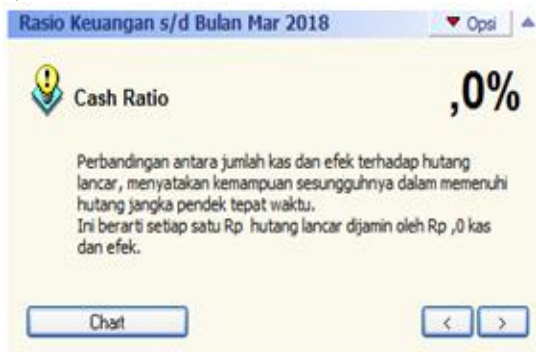 Rasio Keuangan s/d Bulan Mar 2018
Opsi
Cash Ratio
,0%
Perbandingan antara jumlah kas dan efek terhadap hutang
lancar, menyatakan kemampuan sesungguhnya dalam memenuhi
hutang jangka pendek tepat waktu.
Ini berarti setiap satu Rp hutang lancar dijamin oleh Rp ,0 kas
dan efek.
Chart
< >